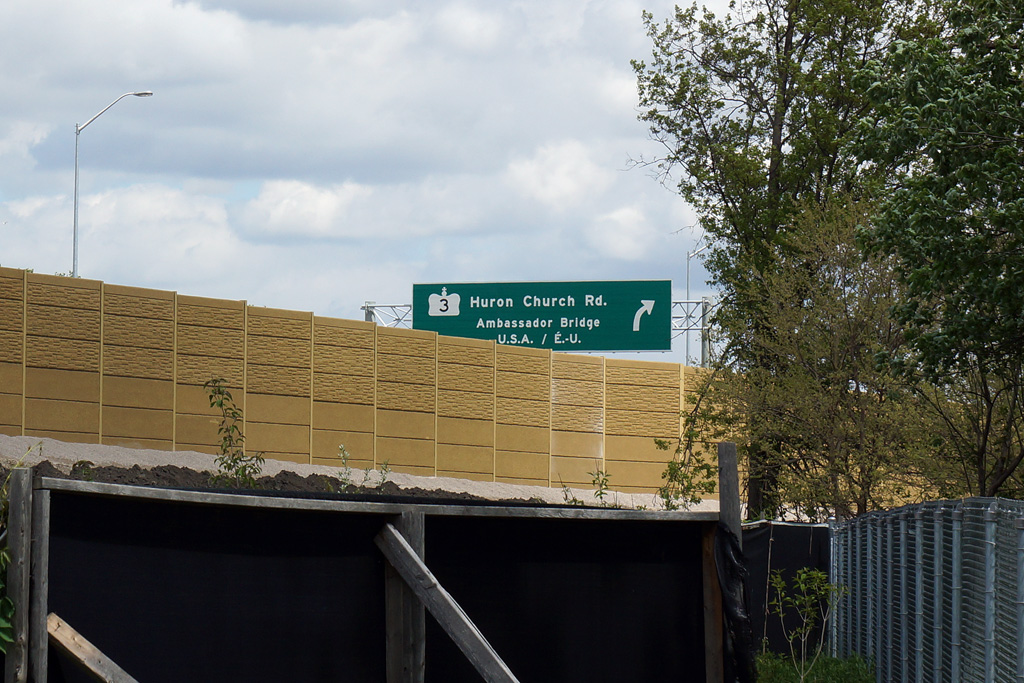 3 Huron Church Rd.
Ambassador Bridge
U.S.A. / É.-U.